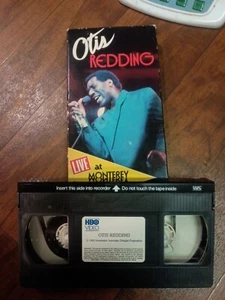 Otis
REDDING
LIVE at
MONTEREY
Insert this side into recorder Do not touch the tape inside
VHS
HBO
VIDEO
OTIS REDDING